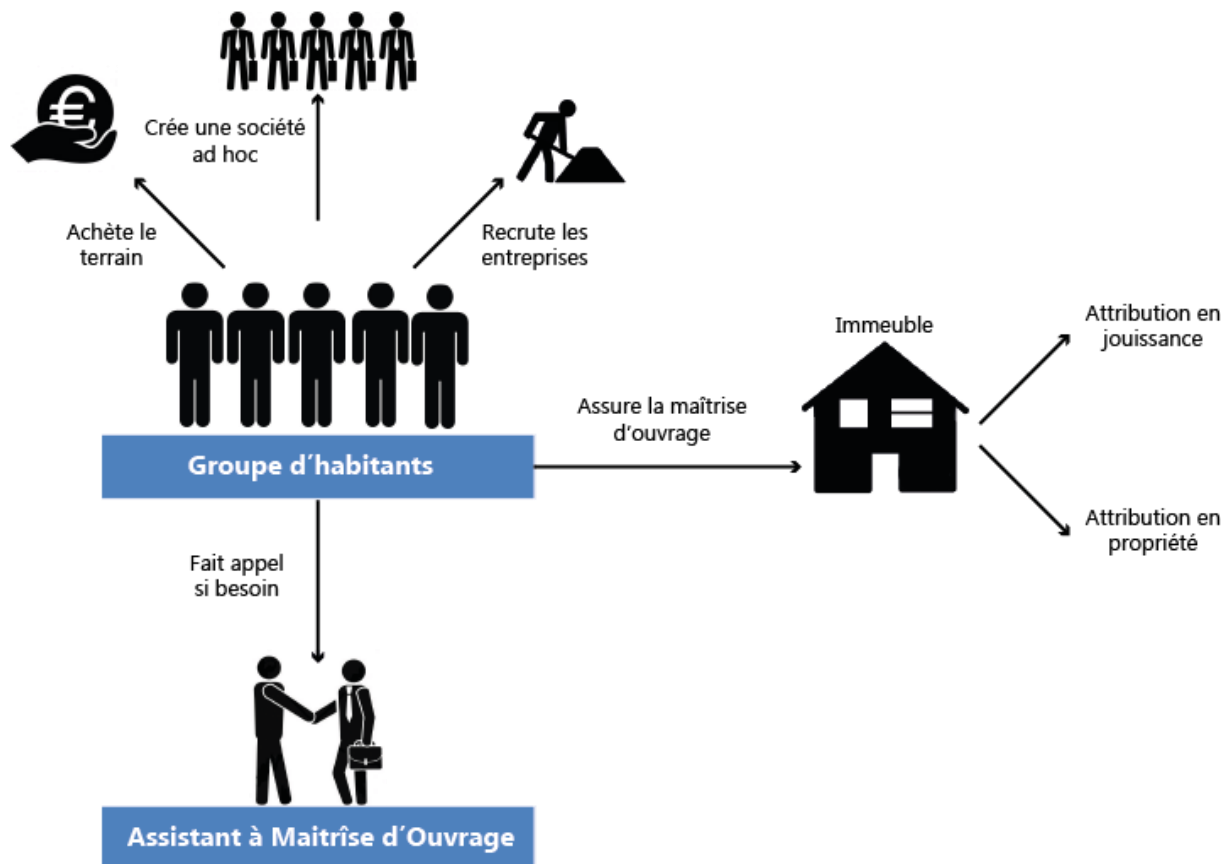 €
Crée une société
ad hoc
Achète le
terrain
Recrute les
entreprises
Immeuble
Attribution en
jouissance
Assure la maîtrise
d'ouvrage
Groupe d´habitants
Attribution en
propriété
Fait appel
si besoin
Assistant à Maitrîse d´Ouvrage